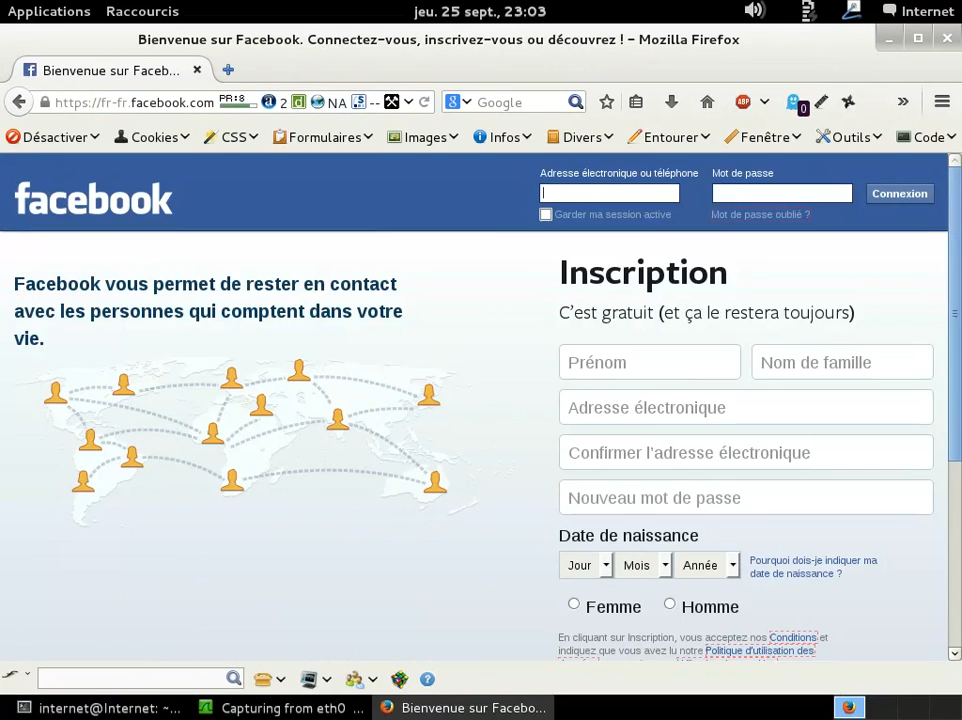 Applications Raccourcis jeu. 25 sept., 23:03 Internet
Bienvenue sur Facebook. Connectez-vous, inscrivez-vous ou découvrez ! - Mozilla Firefox
Bienvenue sur Faceb...
https://fr-fr.facebook.com PR:8 2 NA -- Google ABP 0
Désactiver Cookies CSS Formulaires Images Infos Divers Entourer Fenêtre Outils Code
facebook
Adresse électronique ou téléphone Mot de passe
Connexion
Garder ma session active Mot de passe oublié ?
Facebook vous permet de rester en contact
avec les personnes qui comptent dans votre
vie.
Inscription
C'est gratuit (et ça le restera toujours)
Prénom Nom de famille
Adresse électronique
Confirmer l'adresse électronique
Nouveau mot de passe
Date de naissance
Jour Mois Année
Pourquoi dois-je indiquer ma
date de naissance ?
Femme Homme
En cliquant sur Inscription, vous acceptez nos Conditions et
indiquez que vous avez lu notre Politique d'utilisation des
internet@Internet: ~... Capturing from eth0 ... Bienvenue sur Facebo...